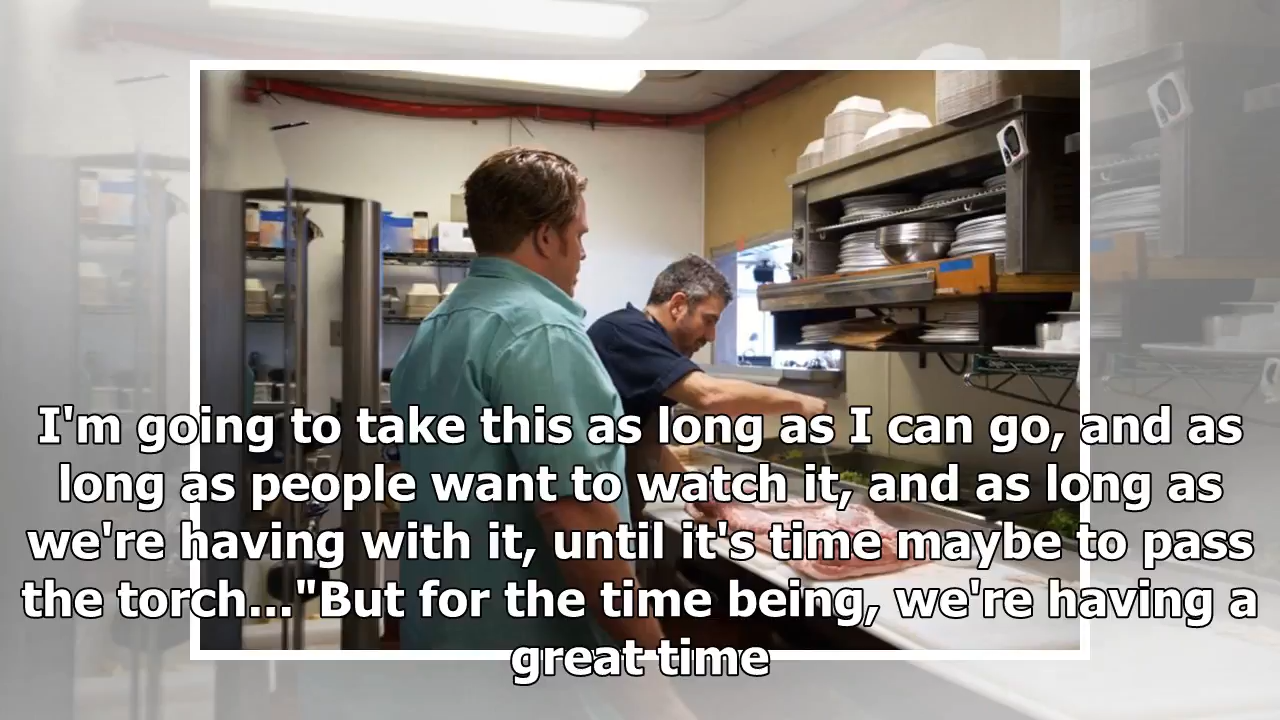 I'm going to take this as long as I can go, and as
long as people want to watch it, and as long as
we're having with it, until it's time maybe to pass
the torch..."But for the time being, we're having a
great time